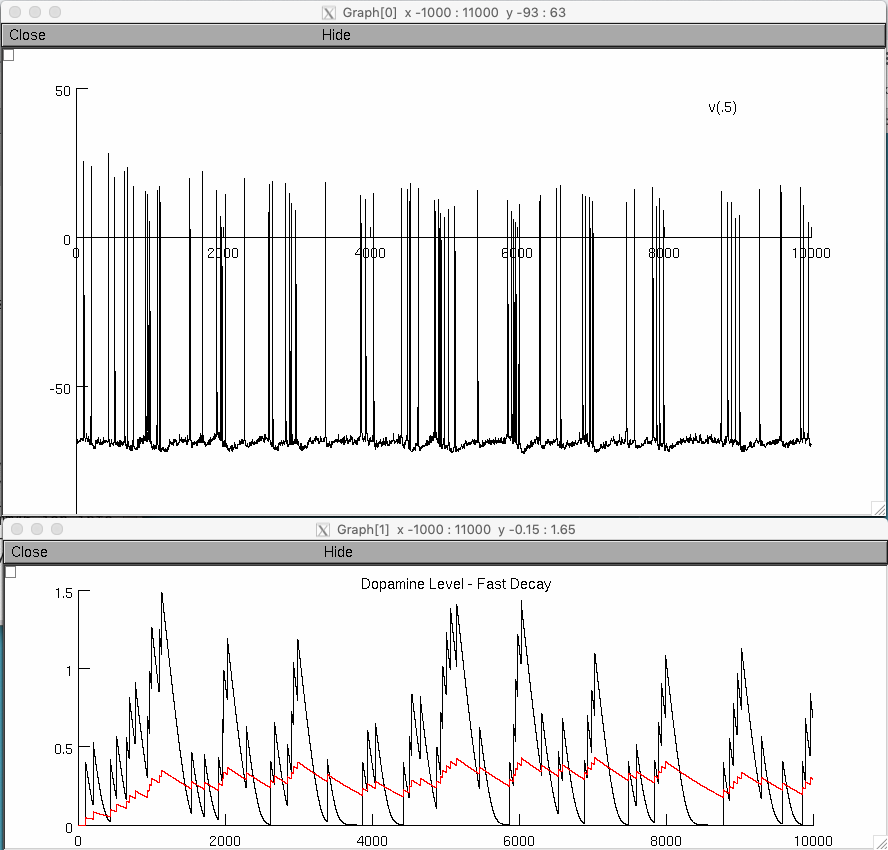 Graph[0] x -1000 : 11000 y -93 : 63
Close Hide
50
v(.5)
0
0 2000 4000 6000 8000 10000
-50
Graph[1] x -1000 : 11000 y -0.15 : 1.65
Close Hide
Dopamine Level - Fast Decay
1.5
1
0.5
0
0 2000 4000 6000 8000 10000